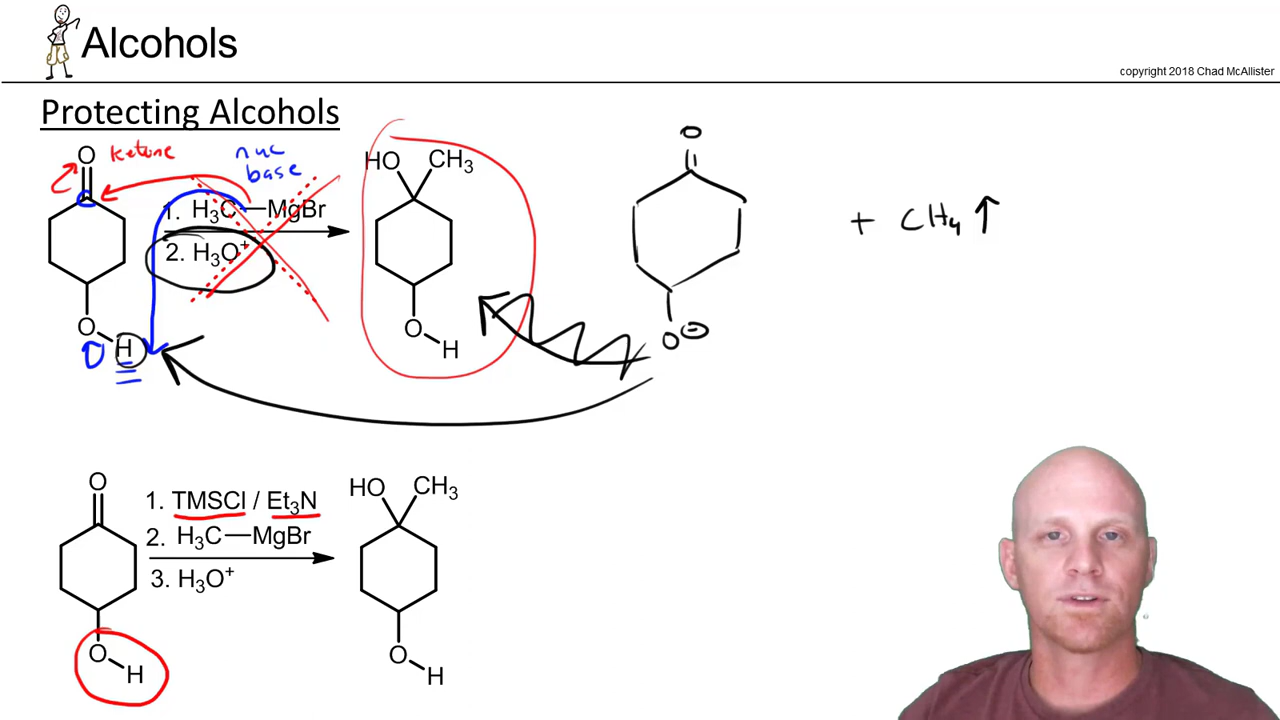 Alcohols
copyright 2018 Chad McAllister
Protecting Alcohols
O
ketone
nuc
base
1. H₃C—MgBr
2. H₃O⁺
O
H
HO
CH₃
O
H
O
O⊖
+ CH₄ ↑
O
1. TMSCl / Et₃N
2. H₃C—MgBr
3. H₃O⁺
O
H
HO
CH₃
O
H